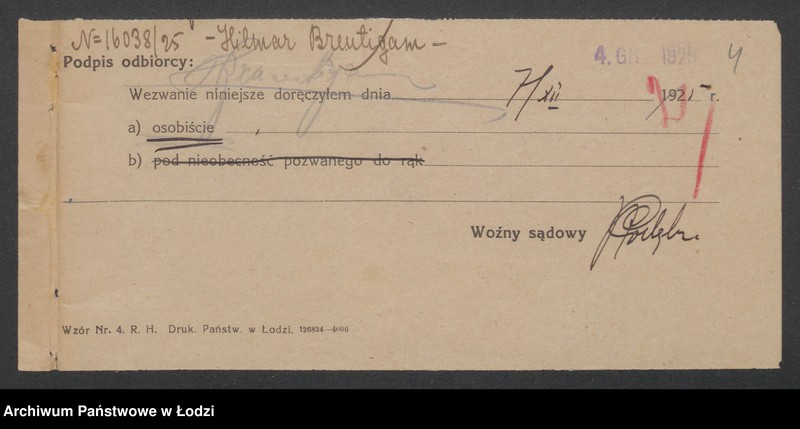 N=16038/25 - Hilmar Breutigam -
4. GR 1925 4
Podpis odbiorcy:
Wezwanie niniejsze doręczyłem dnia 7/XII 1925 r.
a) osobiście
b) pod nieobecność pozwanego do rąk
Woźny sądowy
Wzór Nr. 4. R. H. Druk. Państw. w Łodzi, 126824—4000
Archiwum Państwowe w Łodzi